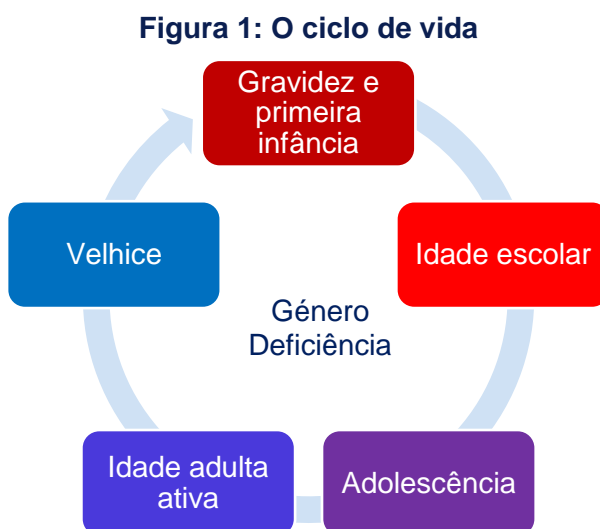 Figura 1: O ciclo de vida
Gravidez e
primeira
infância
Idade escolar
Adolescência
Idade adulta
ativa
Velhice
Género
Deficiência